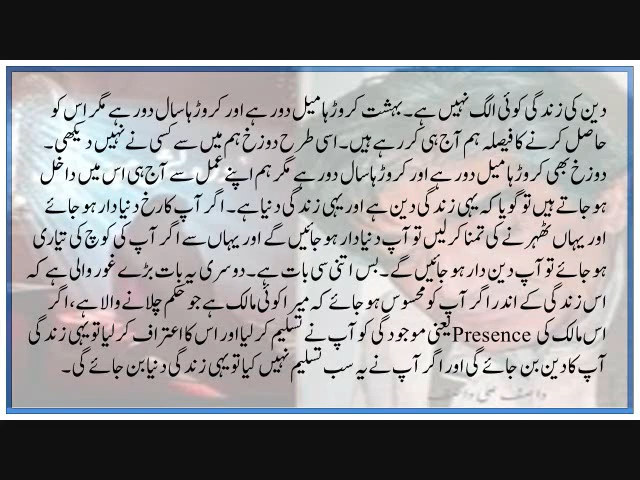 دین کی زندگی کوئی الگ نہیں ہے۔ بہشت کروڑہا میل دور ہے اور کروڑہا سال دور ہے مگر اس کو
حاصل کرنے کا فیصلہ ہم آج ہی کر رہے ہیں۔ اسی طرح دوزخ ہم میں سے کسی نے نہیں دیکھی۔
دوزخ بھی کروڑہا میل دور ہے اور کروڑہا سال دور ہے مگر ہم اپنے عمل سے آج ہی اس میں داخل
ہو جاتے ہیں تو گویا کہ یہی زندگی دین ہے اور یہی زندگی دنیا ہے۔ اگر آپ کا رخ دنیا دار ہو جائے
اور یہاں ٹھہرنے کی تمنا کر لیں تو آپ دنیا دار ہو جائیں گے اور یہاں سے اگر آپ کی کوچ کی تیاری
ہو جائے تو آپ دین دار ہو جائیں گے۔ بس اتنی سی بات ہے۔ دوسری یہ بات بڑے غور والی ہے کہ
اس زندگی کے اندر اگر آپ کو محسوس ہو جائے کہ میرا کوئی مالک ہے جو حکم چلانے والا ہے، اگر
اس مالک کی Presence یعنی موجودگی کو آپ نے تسلیم کر لیا اور اس کا اعتراف کر لیا تو یہی زندگی
آپ کا دین بن جائے گی اور اگر آپ نے یہ سب تسلیم نہیں کیا تو یہی زندگی دنیا بن جائے گی۔
واصف علی واصف